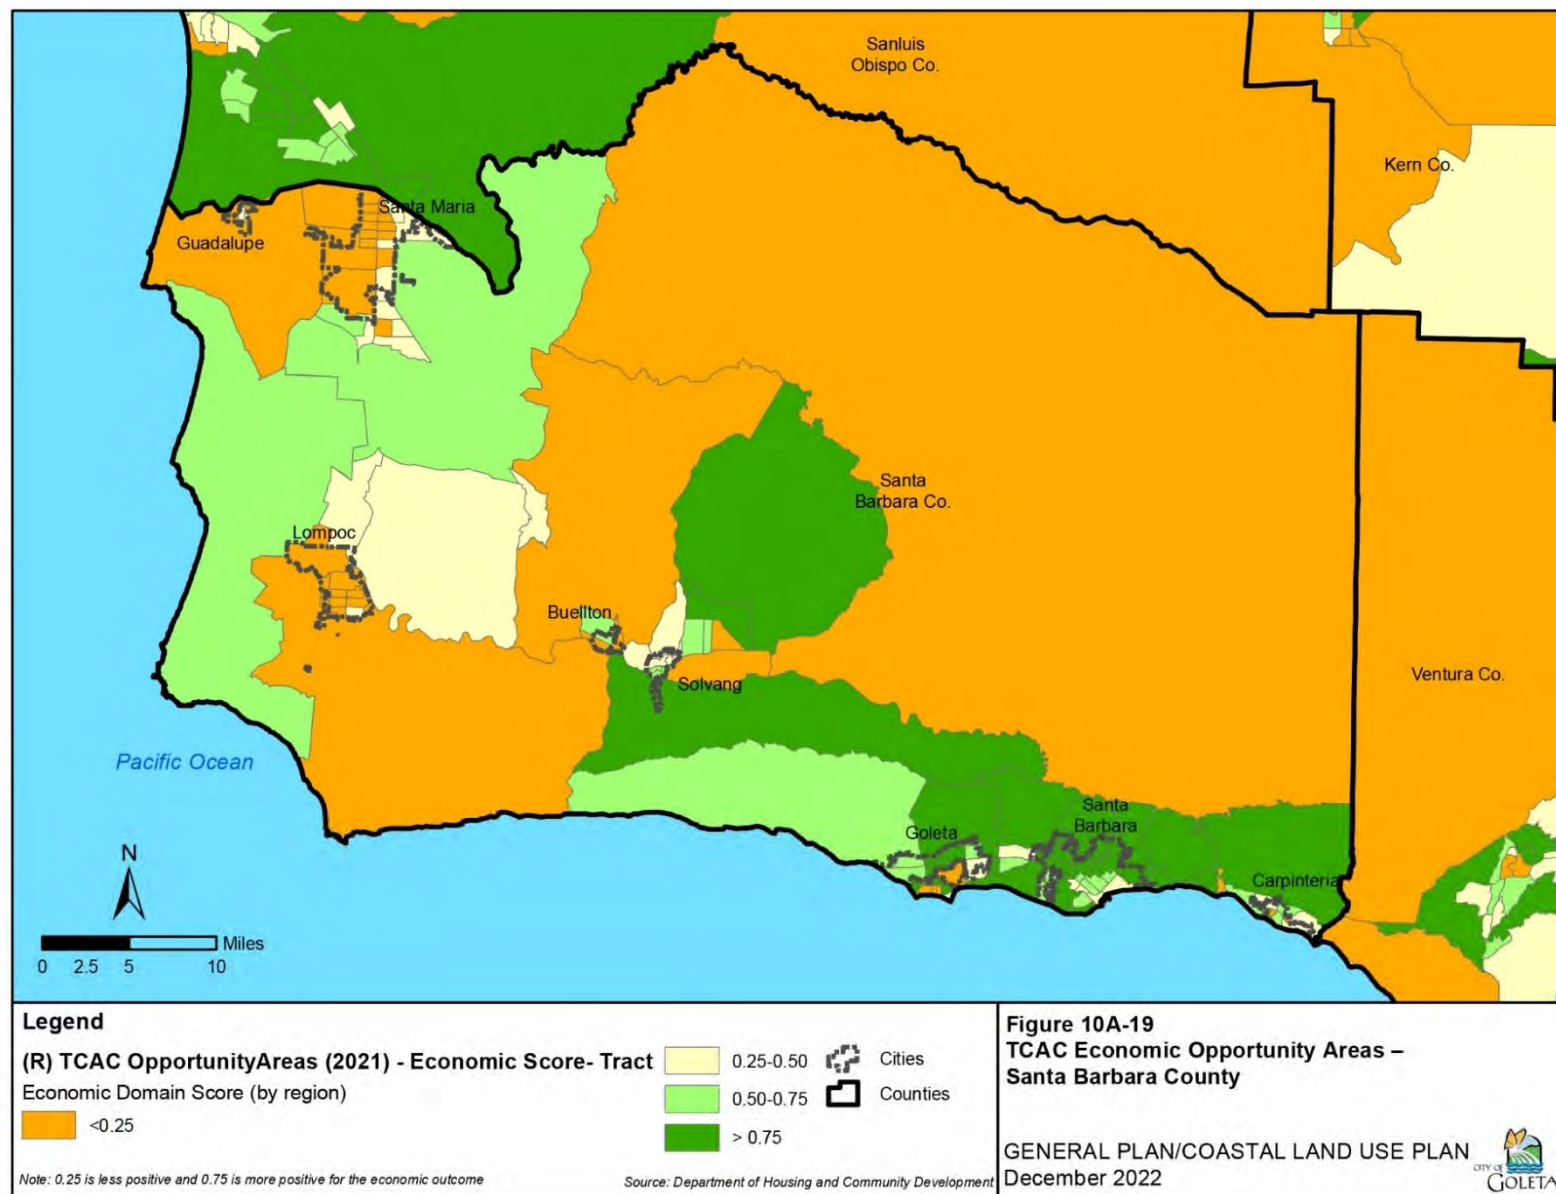 Sanluis
Obispo Co.
Kern Co.
Santa Maria
Guadalupe
Santa
Barbara Co.
Lompoc
Buellton
Solvang
Ventura Co.
Pacific Ocean
Santa
Barbara
Goleta
Carpinteria
N
Miles
0 2.5 5 10
Legend
(R) TCAC OpportunityAreas (2021) - Economic Score- Tract
Economic Domain Score (by region)
<0.25
0.25-0.50
0.50-0.75
> 0.75
Cities
Counties
Note: 0.25 is less positive and 0.75 is more positive for the economic outcome
Source: Department of Housing and Community Development
Figure 10A-19
TCAC Economic Opportunity Areas –
Santa Barbara County
GENERAL PLAN/COASTAL LAND USE PLAN
December 2022
CITY OF
GOLETA